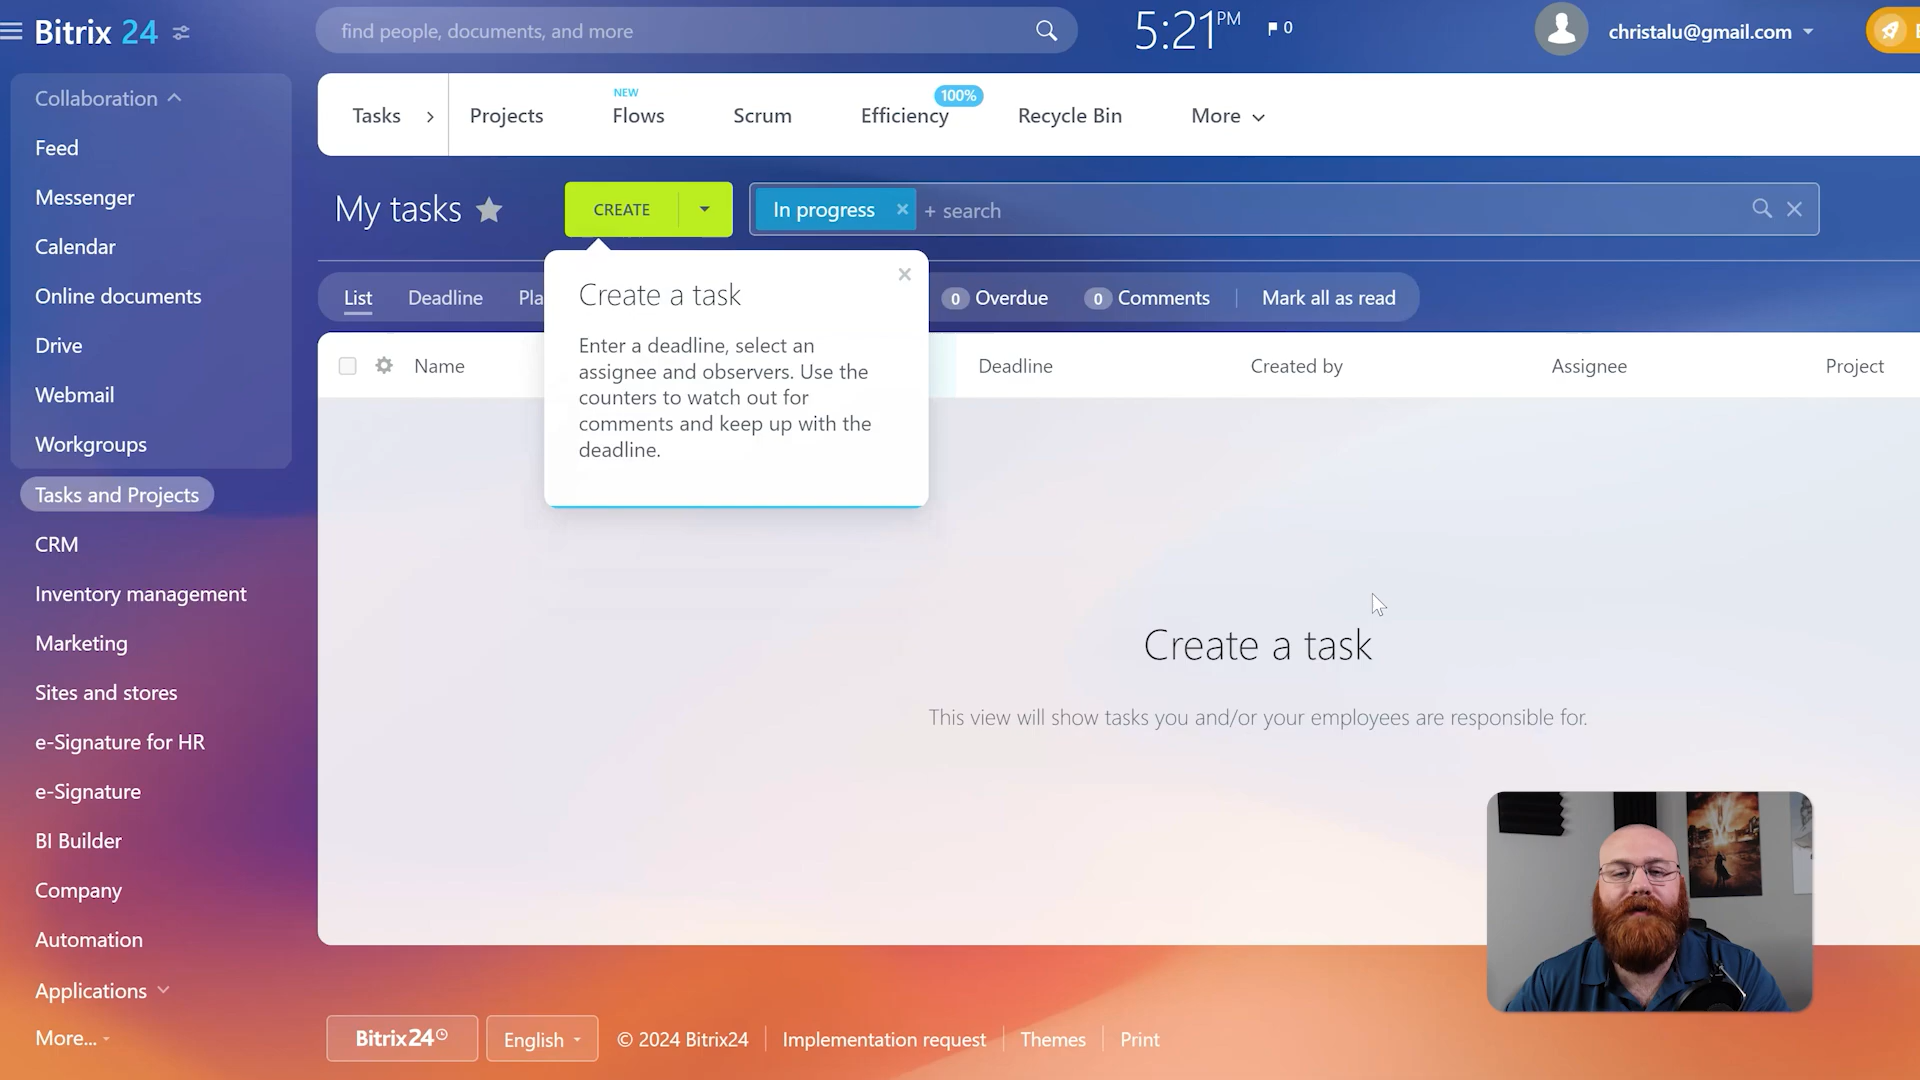 Bitrix 24
find people, documents, and more
5:21 PM
0
christalu@gmail.com
Collaboration
Feed
Messenger
Calendar
Online documents
Drive
Webmail
Workgroups
Tasks and Projects
CRM
Inventory management
Marketing
Sites and stores
e-Signature for HR
e-Signature
BI Builder
Company
Automation
Applications
More...
Tasks
Projects
NEW
Flows
Scrum
Efficiency
100%
Recycle Bin
More
My tasks
CREATE
In progress
+ search
List
Deadline
Pla
0 Overdue
0 Comments
Mark all as read
Create a task
Enter a deadline, select an
assignee and observers. Use the
counters to watch out for
comments and keep up with the
deadline.
Name
Deadline
Created by
Assignee
Project
Create a task
This view will show tasks you and/or your employees are responsible for.
Bitrix24
English
© 2024 Bitrix24
Implementation request
Themes
Print